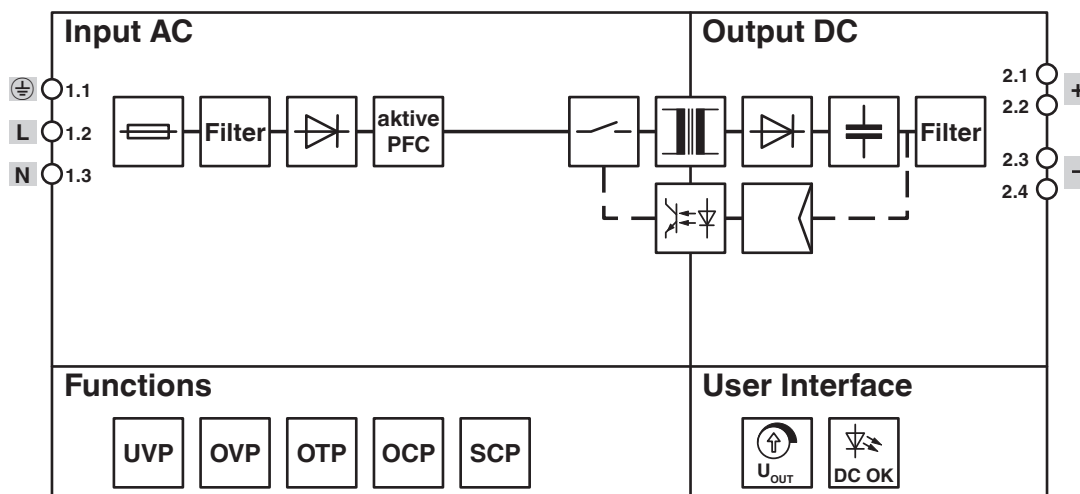 Input AC
Output DC
1.1
L
1.2
N
1.3
Filter
aktive
PFC
Filter
2.1
2.2
+
2.3
2.4
–
Functions
User Interface
UVP
OVP
OTP
OCP
SCP
UOUT
DC OK